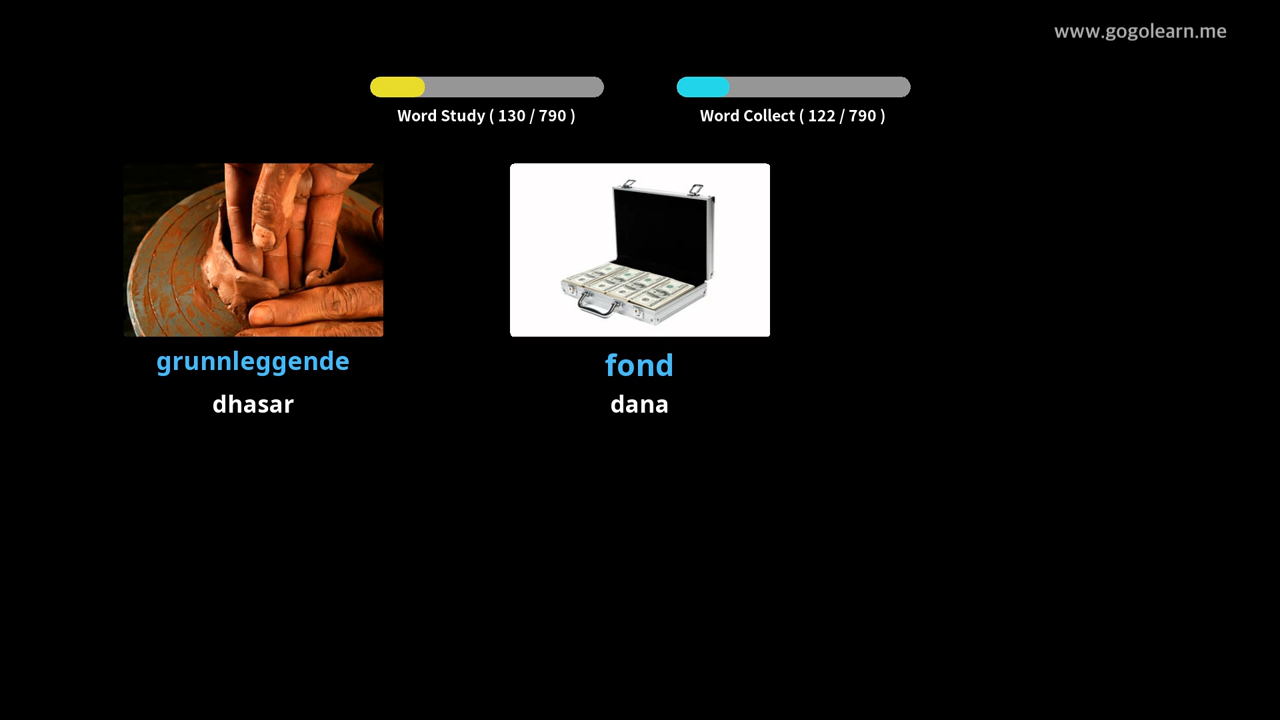 www.gogolearn.me
Word Study ( 130 / 790 )
Word Collect ( 122 / 790 )
grunnleggende
fond
dhasar
dana